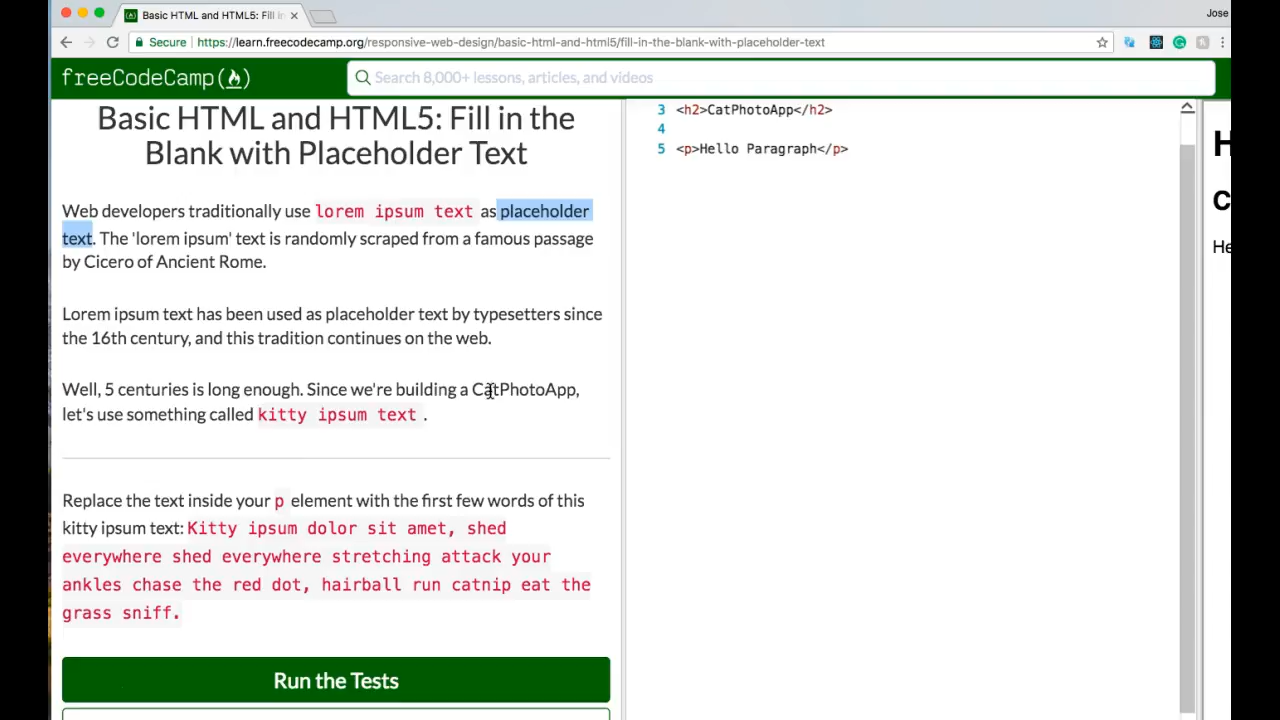 Basic HTML and HTML5: Fill in
Jose
Secure
https://learn.freecodecamp.org/responsive-web-design/basic-html-and-html5/fill-in-the-blank-with-placeholder-text
freeCodeCamp
Search 8,000+ lessons, articles, and videos
Basic HTML and HTML5: Fill in the
Blank with Placeholder Text
Web developers traditionally use lorem ipsum text as placeholder
text. The 'lorem ipsum' text is randomly scraped from a famous passage
by Cicero of Ancient Rome.
Lorem ipsum text has been used as placeholder text by typesetters since
the 16th century, and this tradition continues on the web.
Well, 5 centuries is long enough. Since we're building a CatPhotoApp,
let's use something called kitty ipsum text .
Replace the text inside your p element with the first few words of this
kitty ipsum text: Kitty ipsum dolor sit amet, shed
everywhere shed everywhere stretching attack your
ankles chase the red dot, hairball run catnip eat the
grass sniff.
Run the Tests
3 <h2>CatPhotoApp</h2>
4
5 <p>Hello Paragraph</p>
H
c
He